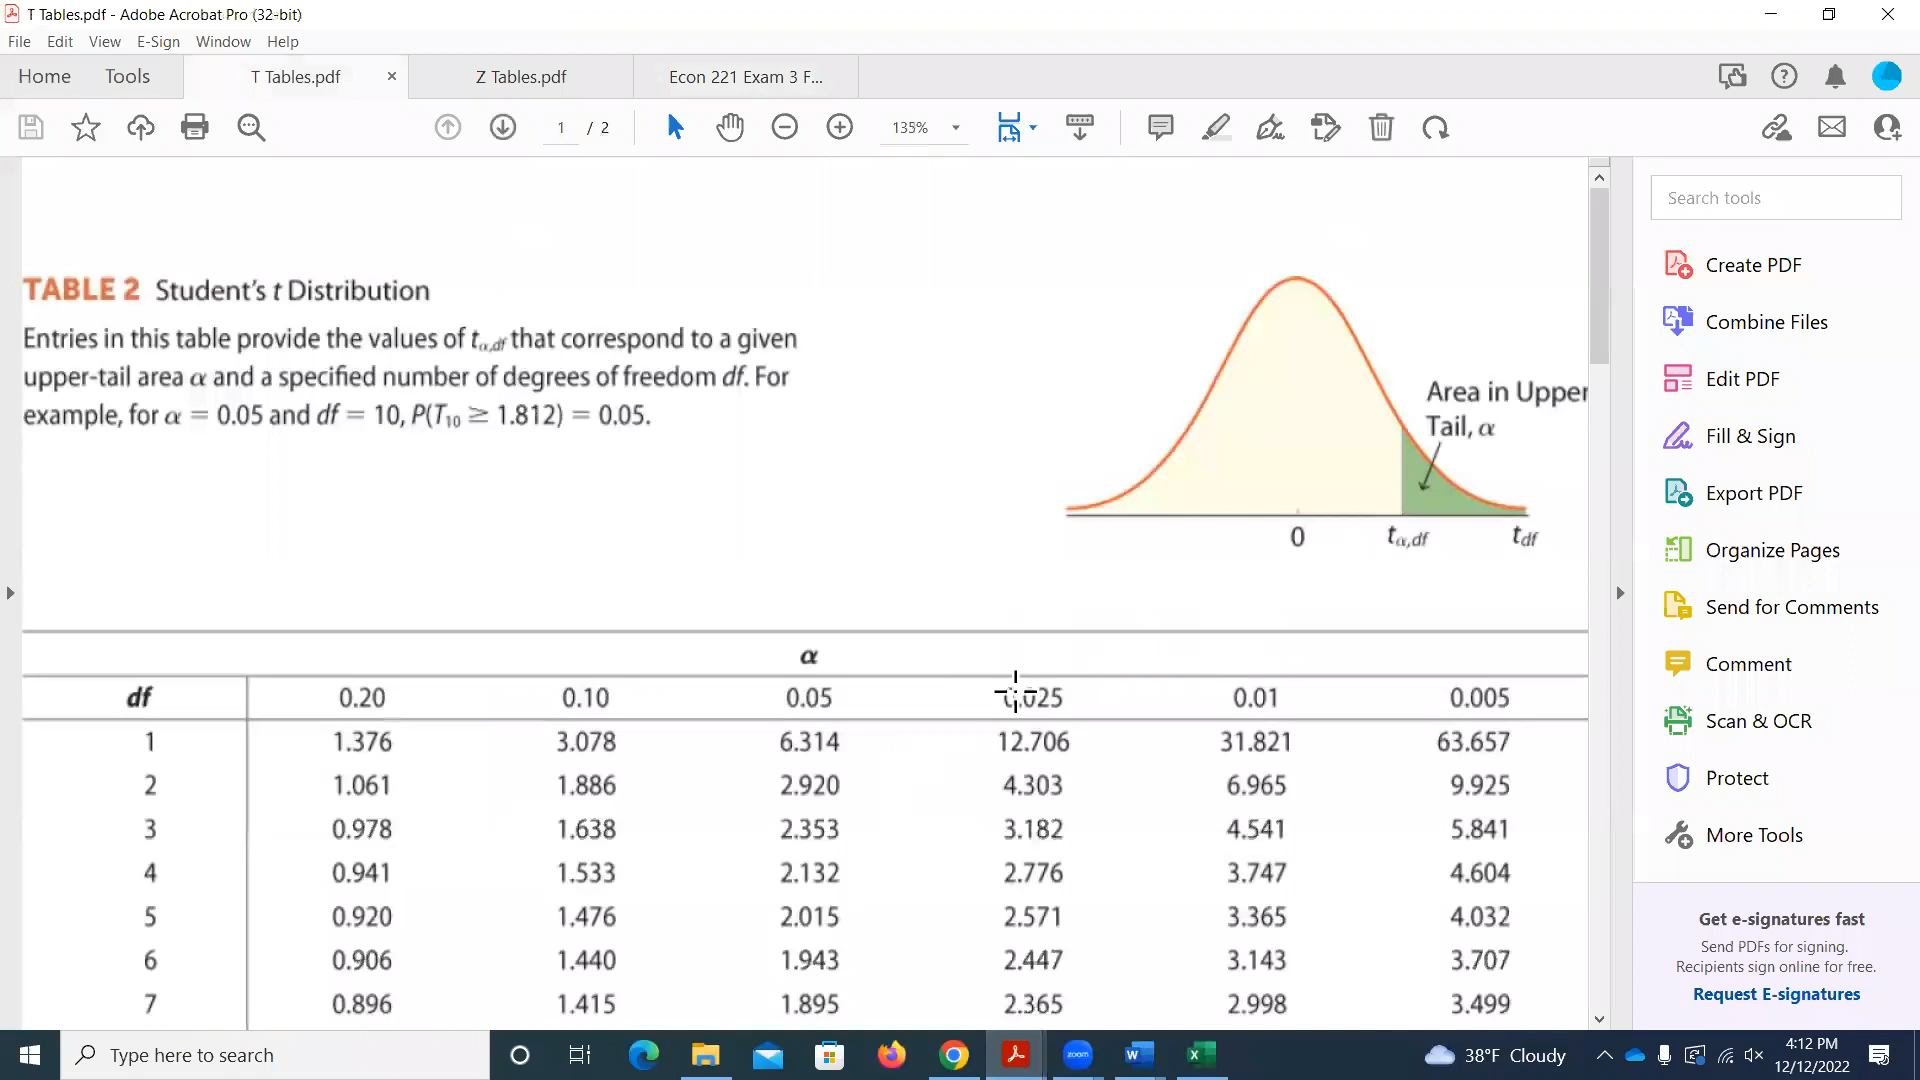 T Tables.pdf - Adobe Acrobat Pro (32-bit)
File Edit View E-Sign Window Help
Home Tools T Tables.pdf × Z Tables.pdf Econ 221 Exam 3 F...
1 / 2 135%
Search tools
TABLE 2 Student's t Distribution
Entries in this table provide the values of tα,df that correspond to a given
upper-tail area α and a specified number of degrees of freedom df. For
example, for α = 0.05 and df = 10, P(T10 ≥ 1.812) = 0.05.
Area in Upper
Tail, α
0 tα,df tdf
α
df 0.20 0.10 0.05 0.025 0.01 0.005
1 1.376 3.078 6.314 12.706 31.821 63.657
2 1.061 1.886 2.920 4.303 6.965 9.925
3 0.978 1.638 2.353 3.182 4.541 5.841
4 0.941 1.533 2.132 2.776 3.747 4.604
5 0.920 1.476 2.015 2.571 3.365 4.032
6 0.906 1.440 1.943 2.447 3.143 3.707
7 0.896 1.415 1.895 2.365 2.998 3.499
Create PDF
Combine Files
Edit PDF
Fill & Sign
Export PDF
Organize Pages
Send for Comments
Comment
Scan & OCR
Protect
More Tools
Get e-signatures fast
Send PDFs for signing.
Recipients sign online for free.
Request E-signatures
Type here to search
zoom
W
X
38°F Cloudy
4:12 PM
12/12/2022